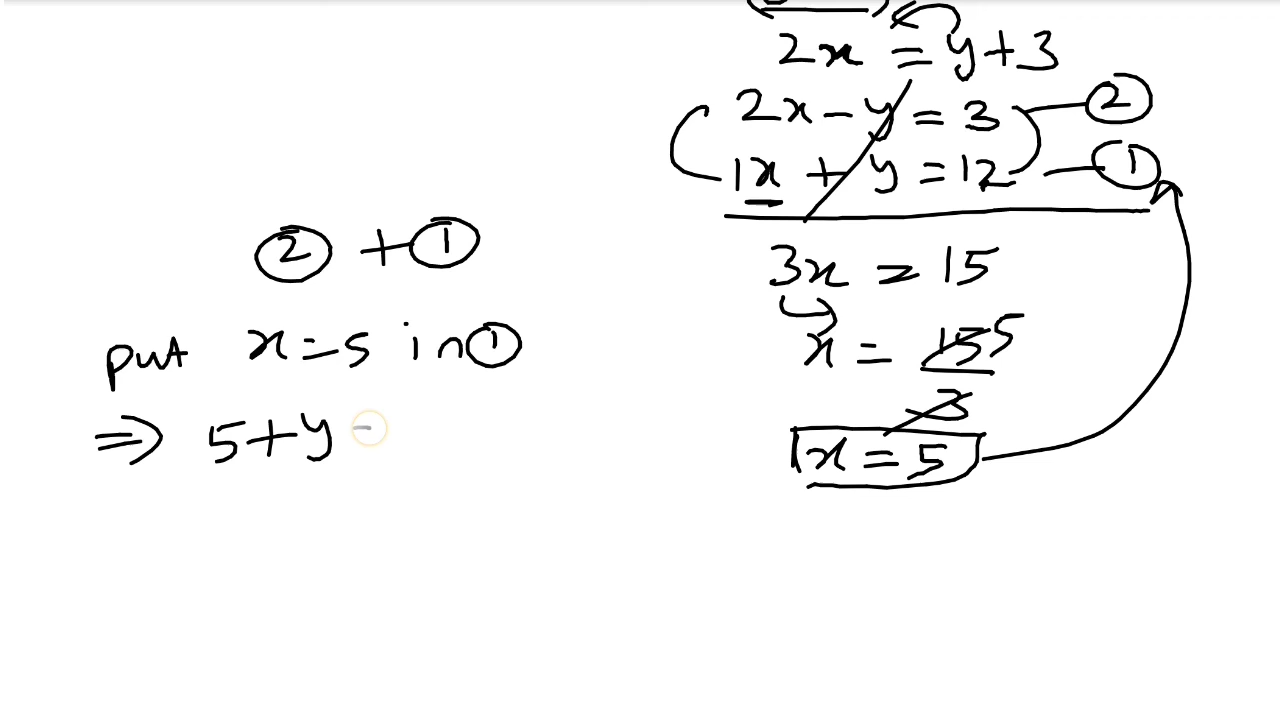 2x = y + 3
2x - y = 3 ②
1x + y = 12 ①
② + ①
3x = 15
put x = 5 in ①
x = 15 5
3
⇒ 5 + y =
x = 5